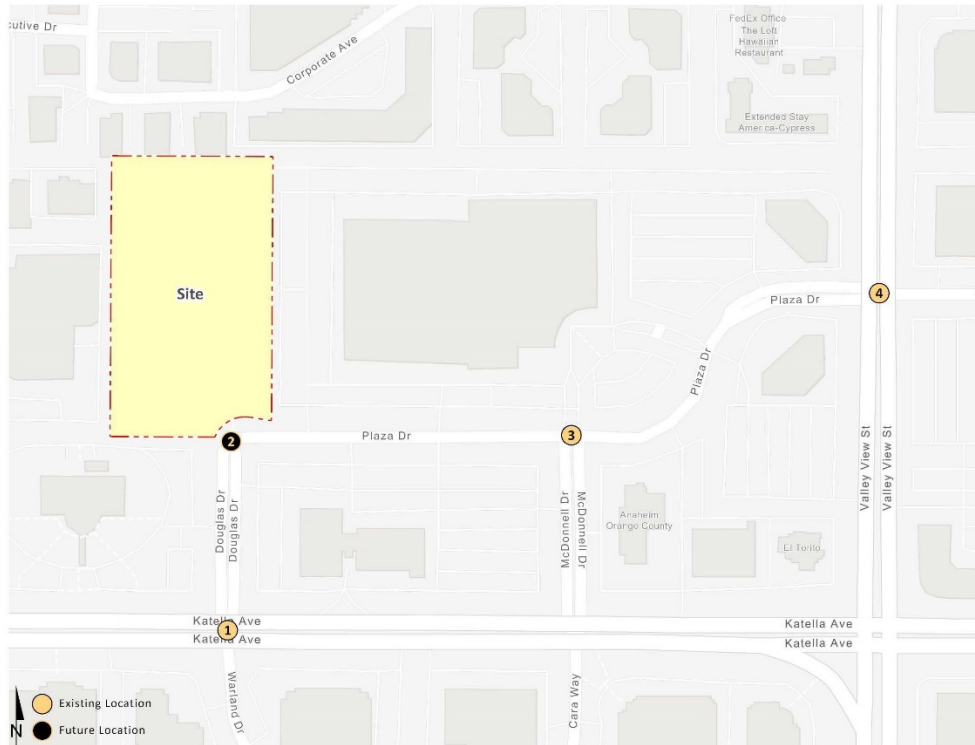 cutive Dr
Corporate Ave
FedEx Office
The Loft
Hawaiian
Restaurant
Extended Stay
America-Cypress
Site
4
Plaza Dr
Plaza Dr
Plaza Dr
2
3
Valley View St
Valley View St
Douglas Dr
Douglas Dr
McDonnell Dr
McDonnell Dr
Anaheim
Orange County
El Torito
Katella Ave
Katella Ave
1
Katella Ave
Katella Ave
Warland Dr
Cara Way
N
Existing Location
Future Location